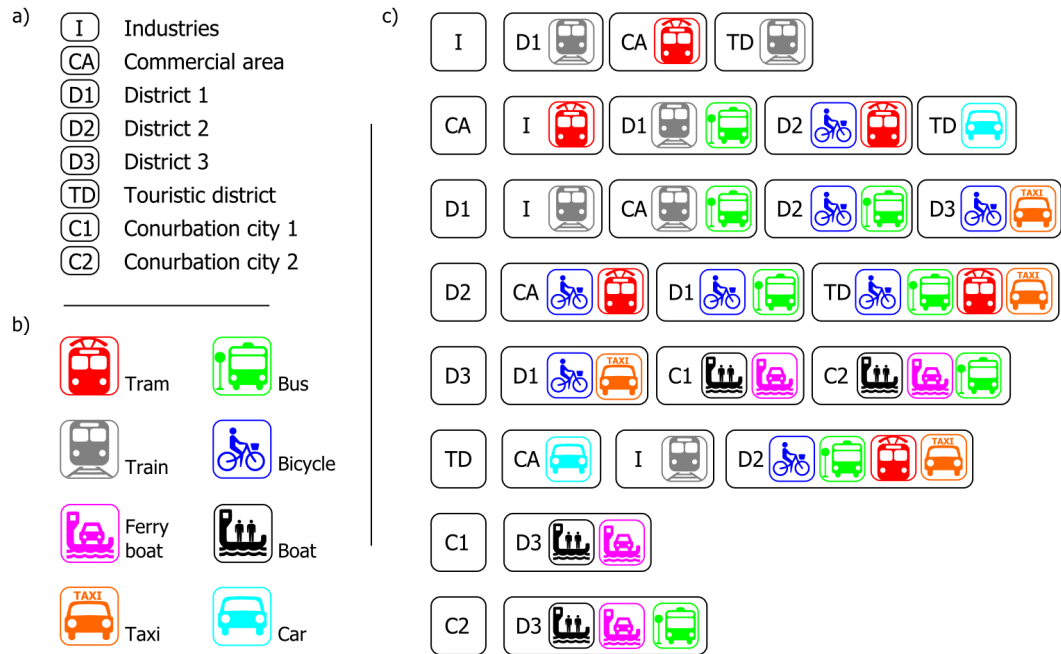 a)
I Industries
CA Commercial area
D1 District 1
D2 District 2
D3 District 3
TD Touristic district
C1 Conurbation city 1
C2 Conurbation city 2
b)
Tram Bus
Train Bicycle
Ferry
boat Boat
TAXI
Taxi Car
c)
I D1 CA TD
CA I D1 D2 TD
D1 I CA D2 D3 TAXI
D2 CA D1 TD TAXI
D3 D1 TAXI C1 C2
TD CA I D2 TAXI
C1 D3
C2 D3